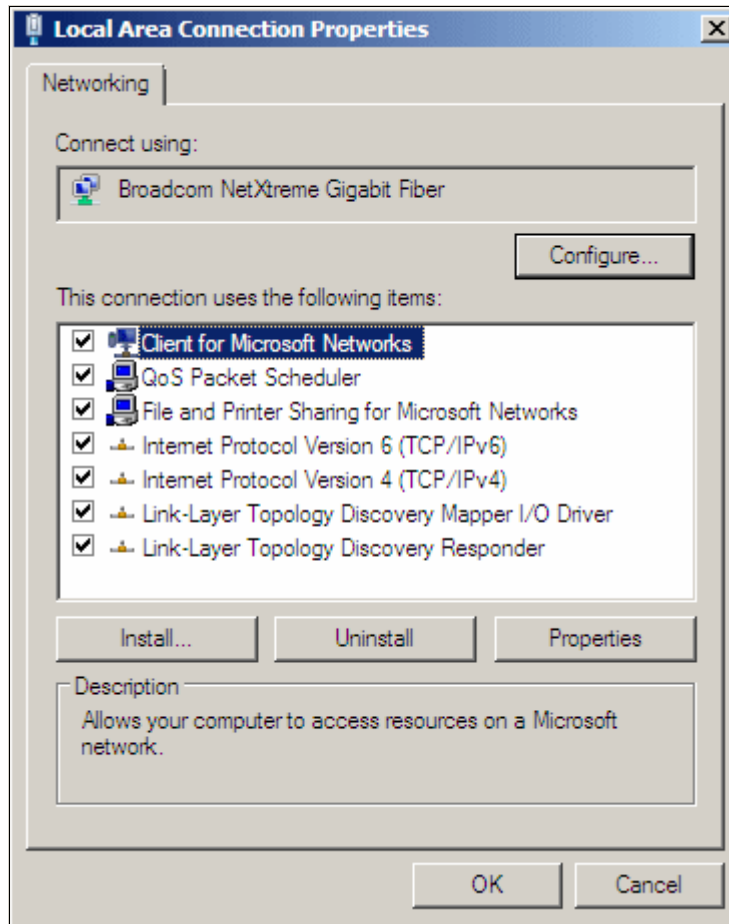 Local Area Connection Properties
Networking
Connect using:
Broadcom NetXtreme Gigabit Fiber
Configure...
This connection uses the following items:
Client for Microsoft Networks
QoS Packet Scheduler
File and Printer Sharing for Microsoft Networks
Internet Protocol Version 6 (TCP/IPv6)
Internet Protocol Version 4 (TCP/IPv4)
Link-Layer Topology Discovery Mapper I/O Driver
Link-Layer Topology Discovery Responder
Install... Uninstall Properties
Description
Allows your computer to access resources on a Microsoft
network.
OK Cancel